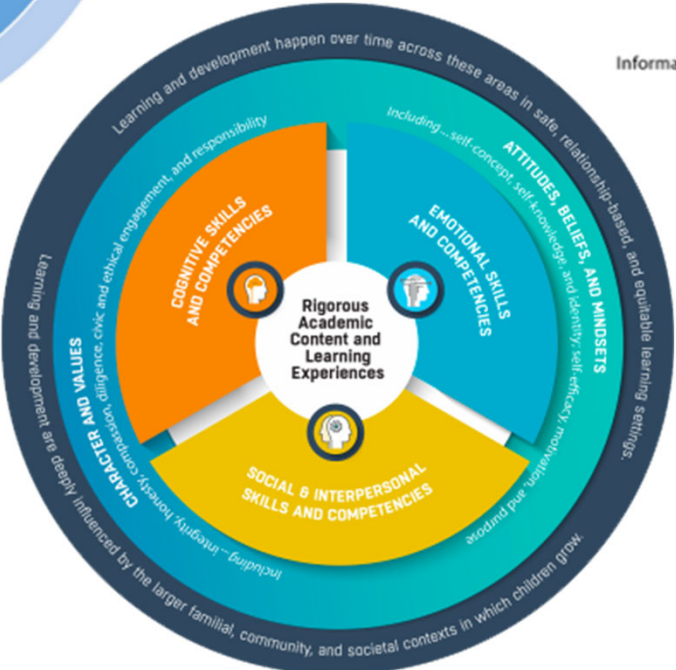 Learning and development happen over time across these areas in safe, relationship-based, and equitable learning settings.
Informa
Including...self-concept, self-knowledge, and identity; self-efficacy, motivation, and purpose
ATTITUDES, BELIEFS, AND MINDSETS
CHARACTER AND VALUES
Including...integrity, honesty, compassion, diligence, civic and ethical engagement, and responsibility
COGNITIVE SKILLS
AND COMPETENCIES
EMOTIONAL SKILLS
AND COMPETENCIES
Rigorous
Academic
Content and
Learning
Experiences
SOCIAL & INTERPERSONAL
SKILLS AND COMPETENCIES
Learning and development are deeply influenced by the larger familial, community, and societal contexts in which children grow.